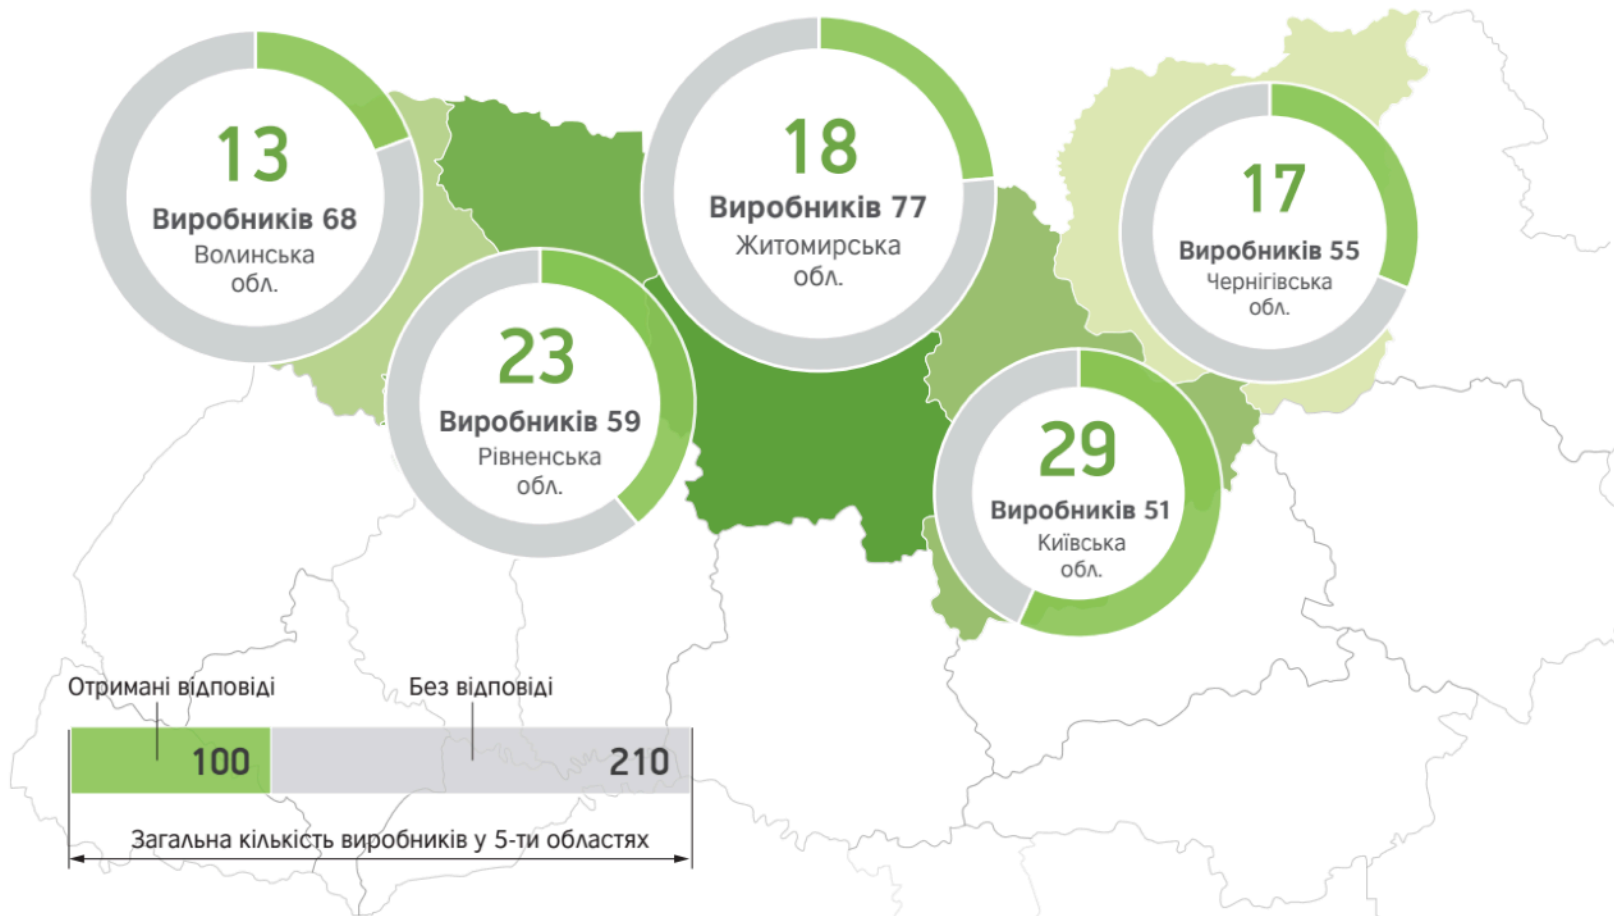 13
Виробників 68
Волинська
обл.
18
Виробників 77
Житомирська
обл.
17
Виробників 55
Чернігівська
обл.
23
Виробників 59
Рівненська
обл.
29
Виробників 51
Київська
обл.
Отримані відповіді
Без відповіді
100
210
Загальна кількість виробників у 5-ти областях